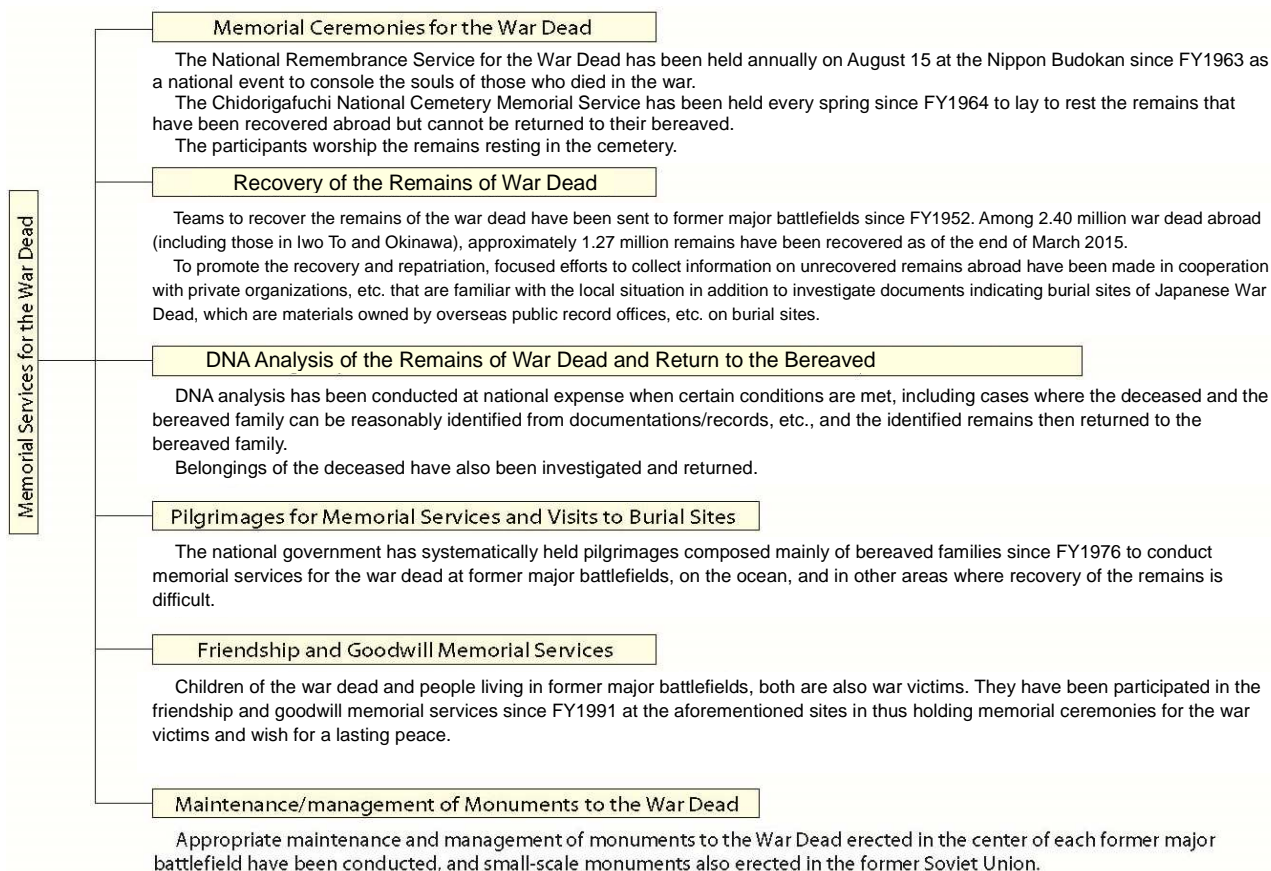 Memorial Services for the War Dead
Memorial Ceremonies for the War Dead
The National Remembrance Service for the War Dead has been held annually on August 15 at the Nippon Budokan since FY1963 as
a national event to console the souls of those who died in the war.
The Chidorigafuchi National Cemetery Memorial Service has been held every spring since FY1964 to lay to rest the remains that
have been recovered abroad but cannot be returned to their bereaved.
The participants worship the remains resting in the cemetery.
Recovery of the Remains of War Dead
Teams to recover the remains of the war dead have been sent to former major battlefields since FY1952. Among 2.40 million war dead abroad
(including those in Iwo To and Okinawa), approximately 1.27 million remains have been recovered as of the end of March 2015.
To promote the recovery and repatriation, focused efforts to collect information on unrecovered remains abroad have been made in cooperation
with private organizations, etc. that are familiar with the local situation in addition to investigate documents indicating burial sites of Japanese War
Dead, which are materials owned by overseas public record offices, etc. on burial sites.
DNA Analysis of the Remains of War Dead and Return to the Bereaved
DNA analysis has been conducted at national expense when certain conditions are met, including cases where the deceased and the
bereaved family can be reasonably identified from documentations/records, etc., and the identified remains then returned to the
bereaved family.
Belongings of the deceased have also been investigated and returned.
Pilgrimages for Memorial Services and Visits to Burial Sites
The national government has systematically held pilgrimages composed mainly of bereaved families since FY1976 to conduct
memorial services for the war dead at former major battlefields, on the ocean, and in other areas where recovery of the remains is
difficult.
Friendship and Goodwill Memorial Services
Children of the war dead and people living in former major battlefields, both are also war victims. They have been participated in the
friendship and goodwill memorial services since FY1991 at the aforementioned sites in thus holding memorial ceremonies for the war
victims and wish for a lasting peace.
Maintenance/management of Monuments to the War Dead
Appropriate maintenance and management of monuments to the War Dead erected in the center of each former major
battlefield have been conducted, and small-scale monuments also erected in the former Soviet Union.